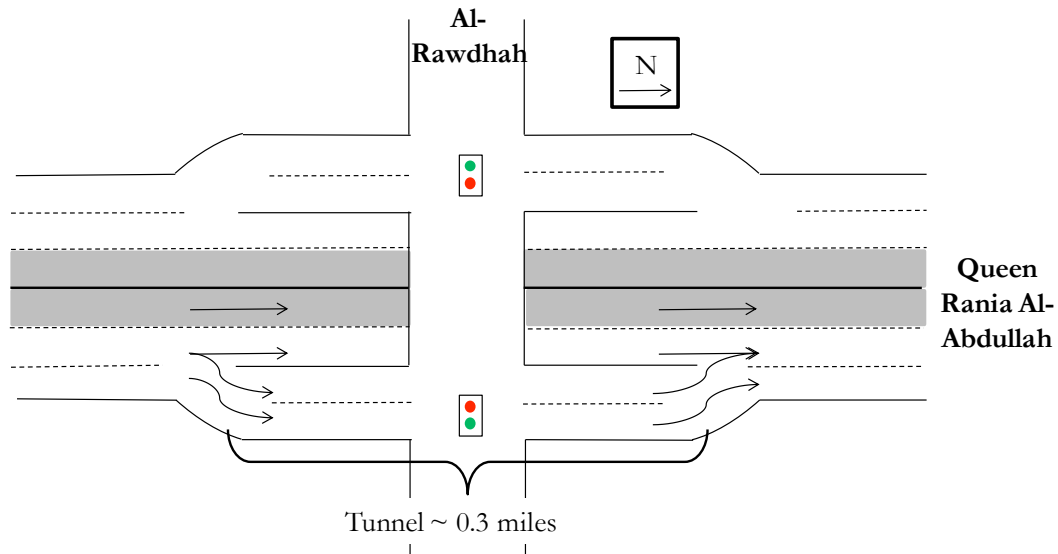 Al-
Rawdhah
N
Queen
Rania Al-
Abdullah
Tunnel ~ 0.3 miles